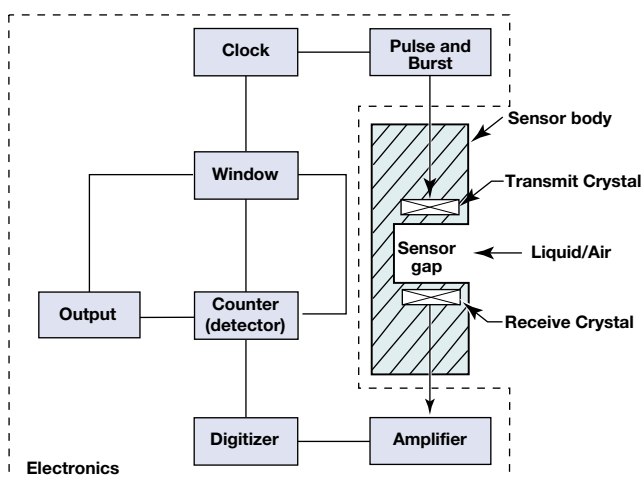 Clock
Pulse and
Burst
Sensor body
Window
Transmit Crystal
Sensor
gap
Liquid/Air
Output
Counter
(detector)
Receive Crystal
Digitizer
Amplifier
Electronics